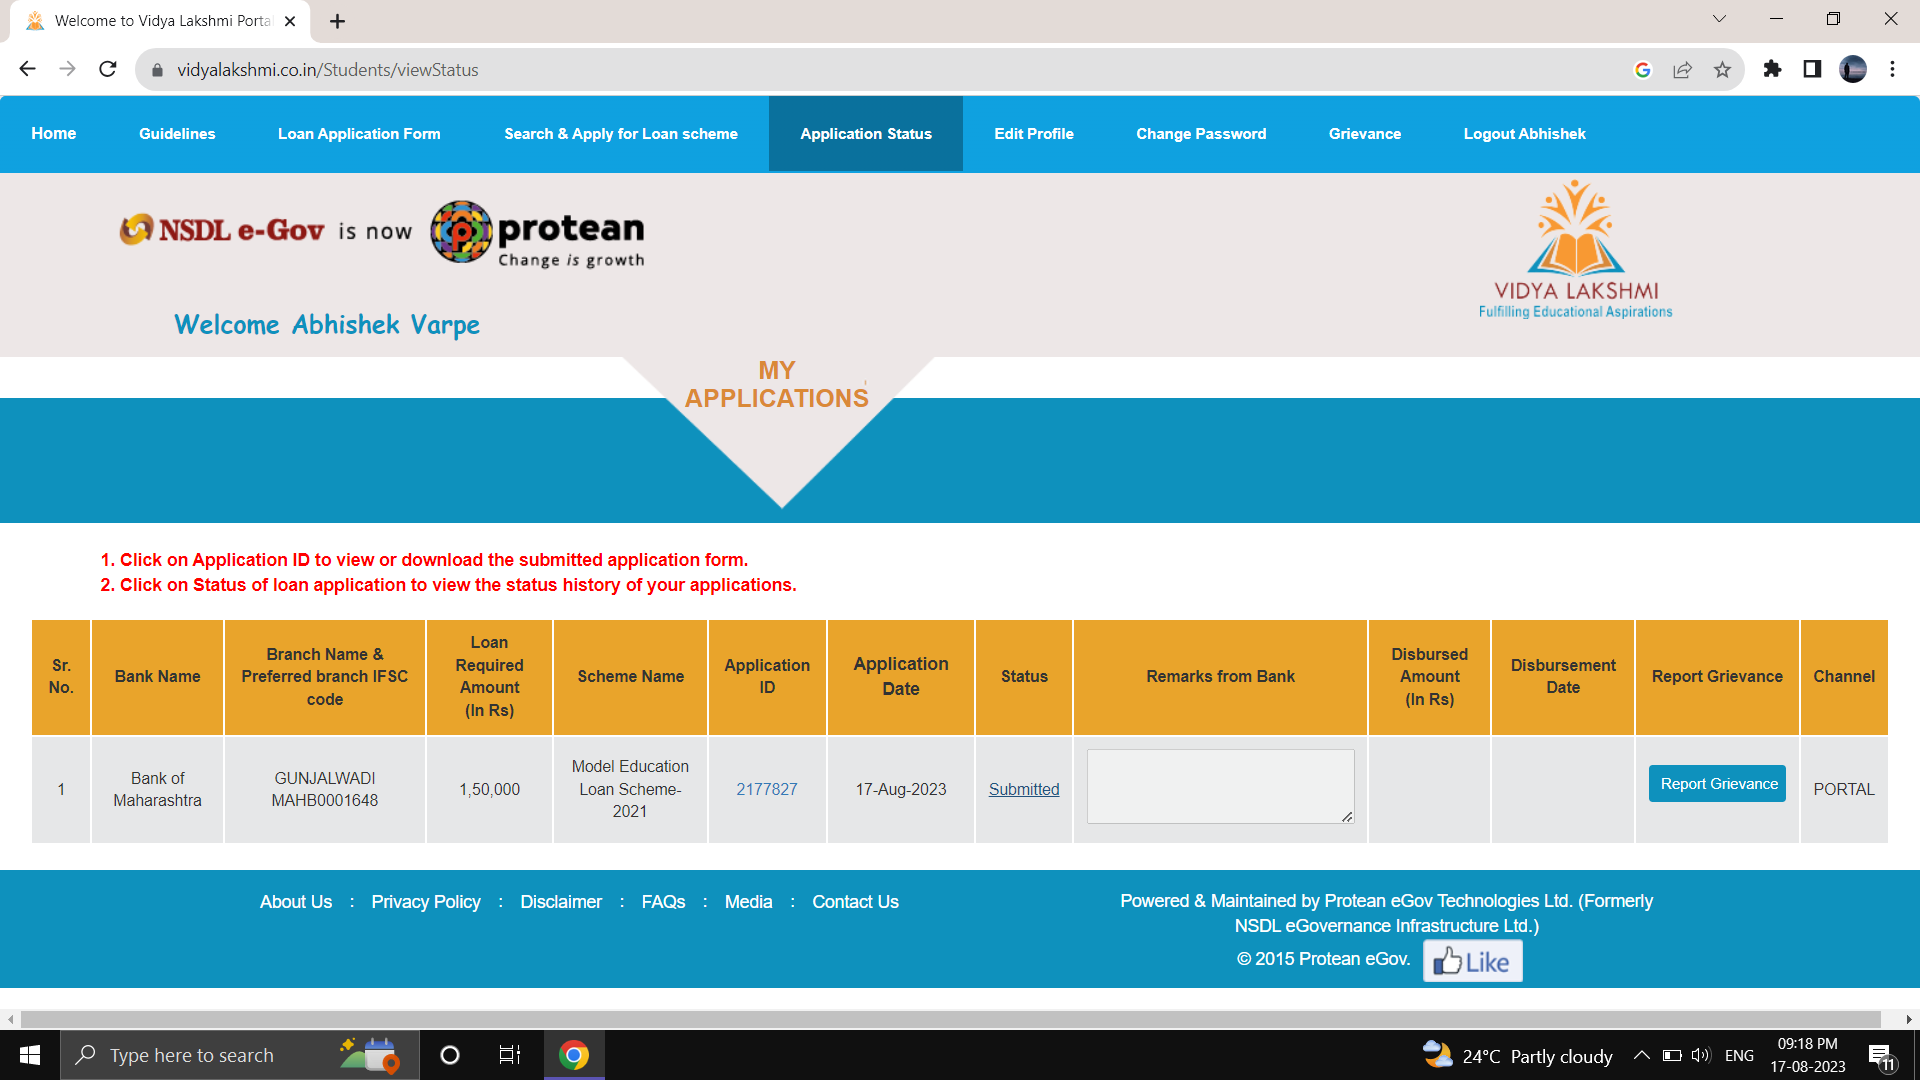 Welcome to Vidya Lakshmi Porta
vidyalakshmi.co.in/Students/viewStatus
Home Guidelines Loan Application Form Search & Apply for Loan scheme Application Status Edit Profile Change Password Grievance Logout Abhishek
NSDL e-Gov is now protean
Change is growth
VIDYA LAKSHMI
Fulfilling Educational Aspirations
Welcome Abhishek Varpe
MY
APPLICATIONS
1. Click on Application ID to view or download the submitted application form.
2. Click on Status of loan application to view the status history of your applications.
Sr.
No.
Bank Name
Branch Name &
Preferred branch IFSC
code
Loan
Required
Amount
(In Rs)
Scheme Name
Application
ID
Application
Date
Status
Remarks from Bank
Disbursed
Amount
(In Rs)
Disbursement
Date
Report Grievance
Channel
1
Bank of
Maharashtra
GUNJALWADI
MAHB0001648
1,50,000
Model Education
Loan Scheme-
2021
2177827
17-Aug-2023
Submitted
Report Grievance
PORTAL
About Us : Privacy Policy : Disclaimer : FAQs : Media : Contact Us
Powered & Maintained by Protean eGov Technologies Ltd. (Formerly
NSDL eGovernance Infrastructure Ltd.)
© 2015 Protean eGov. Like
Type here to search
24°C Partly cloudy
ENG
09:18 PM
17-08-2023
11